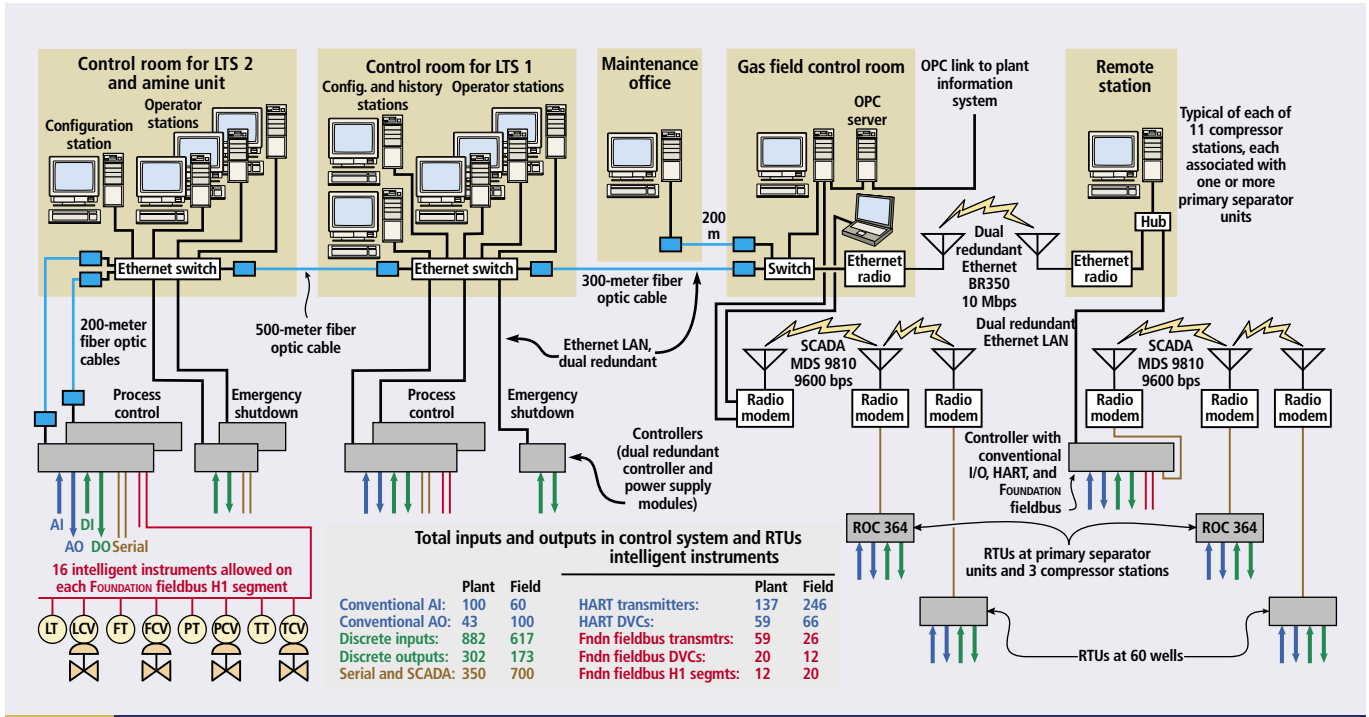 Control room for LTS 2
and amine unit
Operator
stations
Configuration
station
Ethernet switch
200-meter
fiber optic
cables
500-meter fiber
optic cable
Control room for LTS 1
Config. and history
stations
Operator stations
Ethernet switch
300-meter fiber
optic cable
Ethernet LAN,
dual redundant
Maintenance
office
200
m
Gas field control room
OPC
server
Switch
Ethernet
radio
OPC link to plant
information
system
Dual
redundant
Ethernet
BR350
10 Mbps
Remote
station
Hub
Ethernet
radio
Typical of each of
11 compressor
stations, each
associated with
one or more
primary separator
units
Dual redundant
Ethernet LAN
Process
control
Emergency
shutdown
Process
control
Emergency
shutdown
Controllers
(dual redundant
controller and
power supply
modules)
SCADA
MDS 9810
9600 bps
Radio
modem
Radio
modem
Radio
modem
SCADA
MDS 9810
9600 bps
Radio
modem
Radio
modem
Radio
modem
Controller with
conventional
I/O, HART, and
FOUNDATION
fieldbus
AI DI
AO DO Serial
16 intelligent instruments allowed on
each FOUNDATION fieldbus H1 segment
LT LCV FT FCV PT PCV TT TCV
ROC 364
ROC 364
RTUs at primary separator
units and 3 compressor stations
RTUs at 60 wells
Total inputs and outputs in control system and RTUs
intelligent instruments
Plant Field Plant Field
Conventional AI: 100 60 HART transmitters: 137 246
Conventional AO: 43 100 HART DVCs: 59 66
Discrete inputs: 882 617 Fndn fieldbus transmtrs: 59 26
Discrete outputs: 302 173 Fndn fieldbus DVCs: 20 12
Serial and SCADA: 350 700 Fndn fieldbus H1 segmts: 12 20